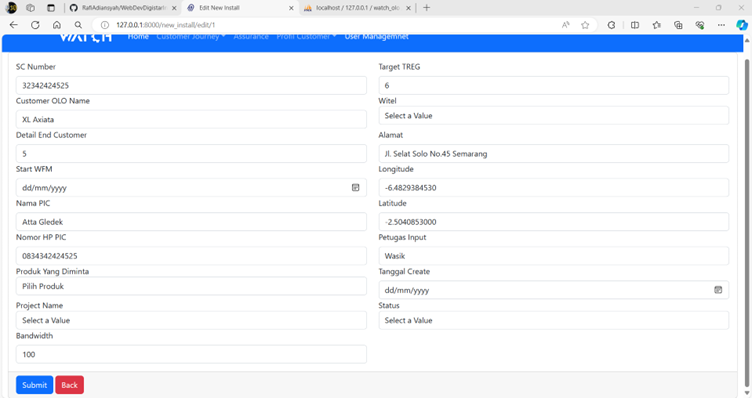 RafiAdiansyah/WebDevDigistar
Edit New Install
localhost / 127.0.0.1 / watch_olo
127.0.0.1:8000/new_install/edit/1
WATCH Home Customer Journey Assurance Profil Customer User Managemnet
SC Number Target TREG
32342424525 6
Customer OLO Name Witel
XL Axiata Select a Value
Detail End Customer Alamat
5 Jl. Selat Solo No.45 Semarang
Start WFM Longitude
dd/mm/yyyy -6.4829384530
Nama PIC Latitude
Atta Gledek -2.5040853000
Nomor HP PIC Petugas Input
0834342424525 Wasik
Produk Yang Diminta Tanggal Create
Pilih Produk dd/mm/yyyy
Project Name Status
Select a Value Select a Value
Bandwidth
100
Submit Back